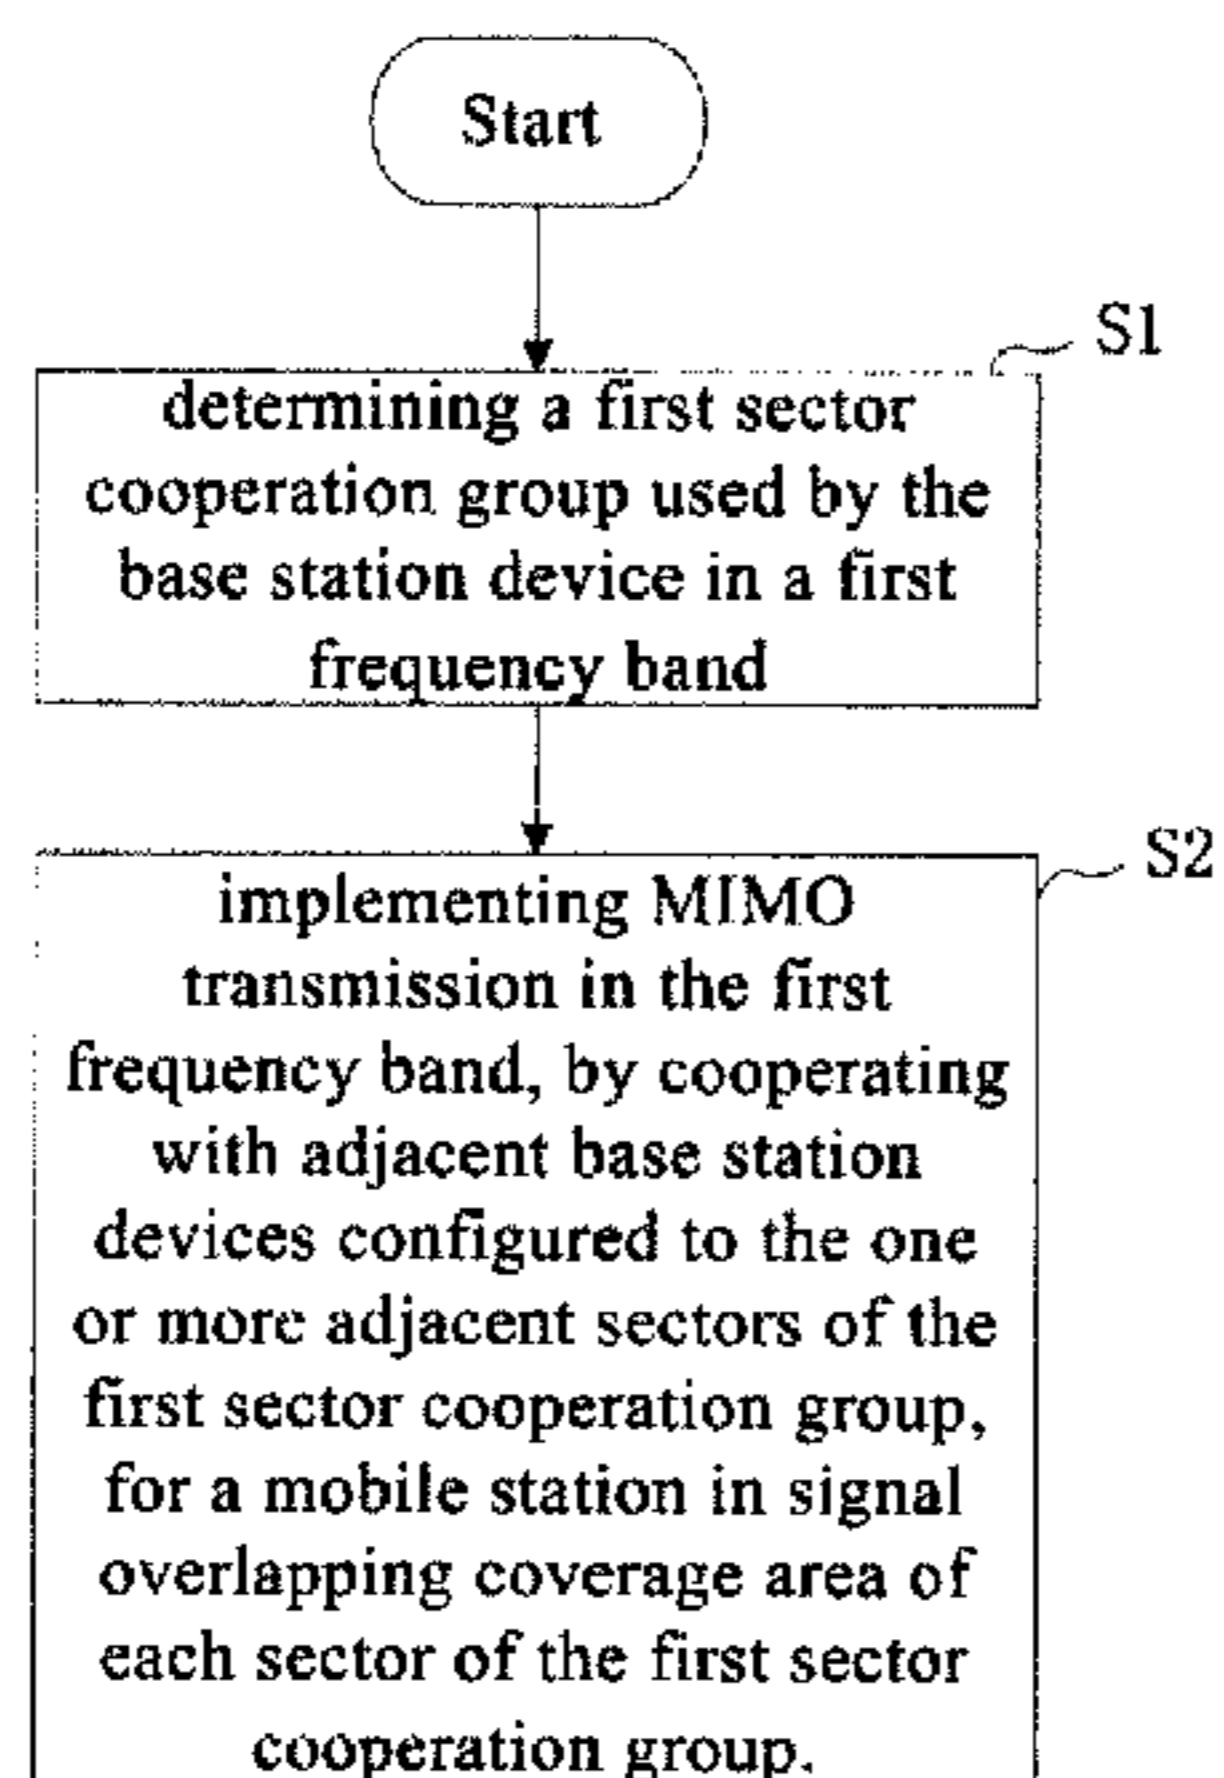 Start
S1
determining a first sector
cooperation group used by the
base station device in a first
frequency band
S2
implementing MIMO
transmission in the first
frequency band, by cooperating
with adjacent base station
devices configured to the one
or more adjacent sectors of the
first sector cooperation group,
for a mobile station in signal
overlapping coverage area of
each sector of the first sector
cooperation group.